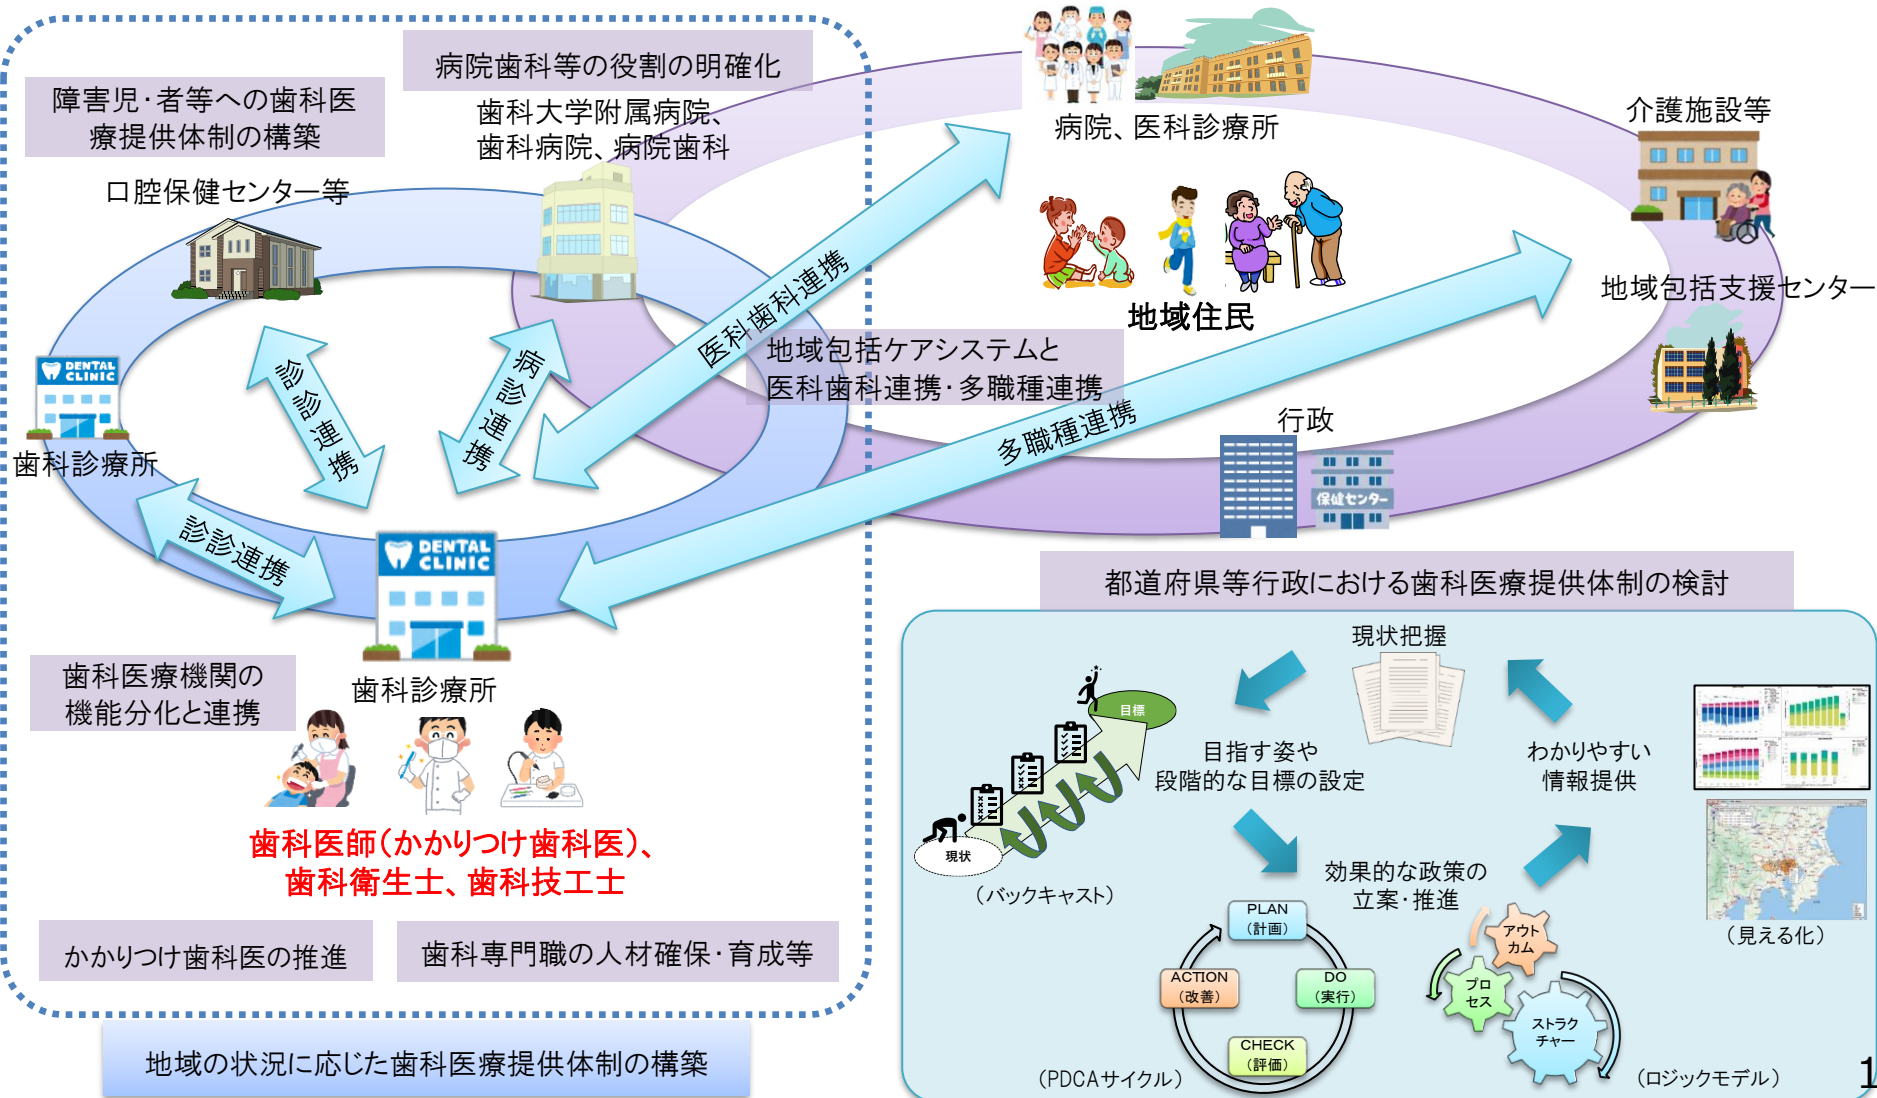 病院歯科等の役割の明確化
障害児･者等への歯科医
療提供体制の構築
歯科大学附属病院、
歯科病院、病院歯科
口腔保健センター等
病院、医科診療所
介護施設等
地域住民
地域包括支援センター
医科歯科連携
地域包括ケアシステムと
医科歯科連携･多職種連携
多職種連携
診診連携
病診連携
DENTAL
CLINIC
歯科診療所
診診連携
行政
保健センター
DENTAL
CLINIC
歯科診療所
歯科医療機関の
機能分化と連携
歯科医師（かかりつけ歯科医）、
歯科衛生士、歯科技工士
かかりつけ歯科医の推進
歯科専門職の人材確保･育成等
地域の状況に応じた歯科医療提供体制の構築
都道府県等行政における歯科医療提供体制の検討
現状把握
目標
現状
（バックキャスト）
目指す姿や
段階的な目標の設定
わかりやすい
情報提供
効果的な政策の
立案･推進
（見える化）
PLAN
（計画）
DO
（実行）
CHECK
（評価）
ACTION
（改善）
（PDCAサイクル）
アウト
カム
プロ
セス
ストラク
チャー
（ロジックモデル）
1